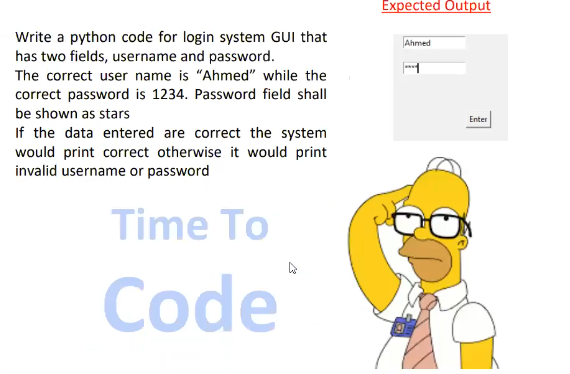 Expected Output
Write a python code for login system GUI that
has two fields, username and password.
The correct user name is “Ahmed” while the
correct password is 1234. Password field shall
be shown as stars
If the data entered are correct the system
would print correct otherwise it would print
invalid username or password
Ahmed
****
Enter
Time To
Code